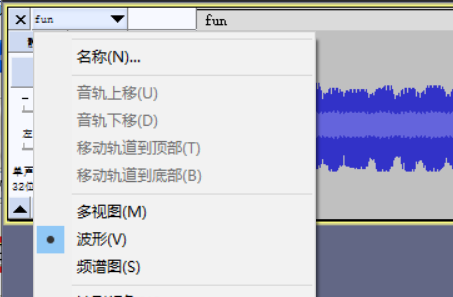 fun
fun
名称(N)...
音轨上移(U)
音轨下移(D)
移动轨道到顶部(T)
移动轨道到底部(B)
单声
32位
多视图(M)
波形(V)
频谱图(S)